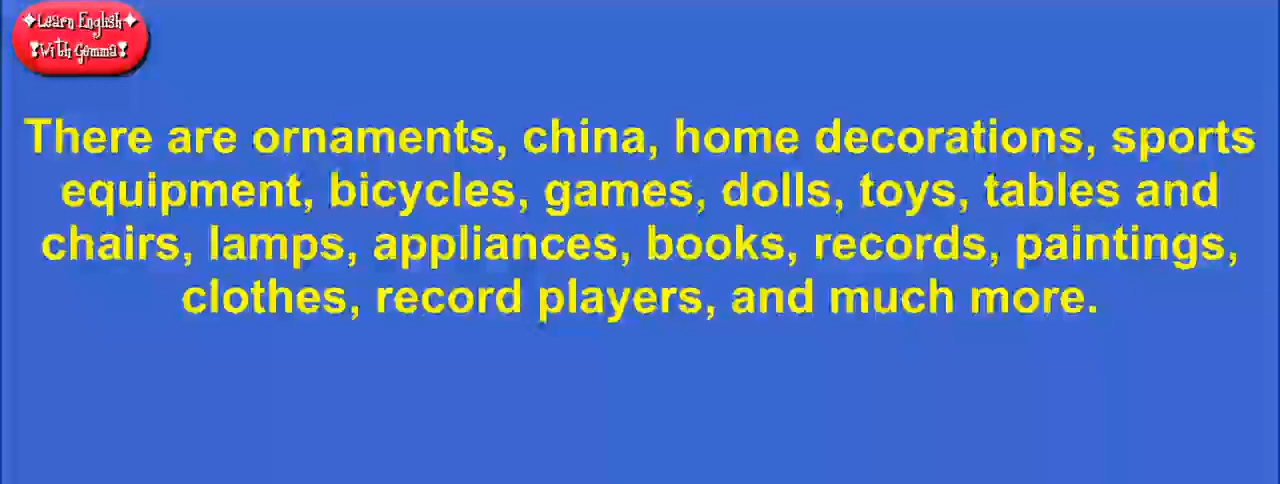 Learn English
With Gemma
There are ornaments, china, home decorations, sports
equipment, bicycles, games, dolls, toys, tables and
chairs, lamps, appliances, books, records, paintings,
clothes, record players, and much more.